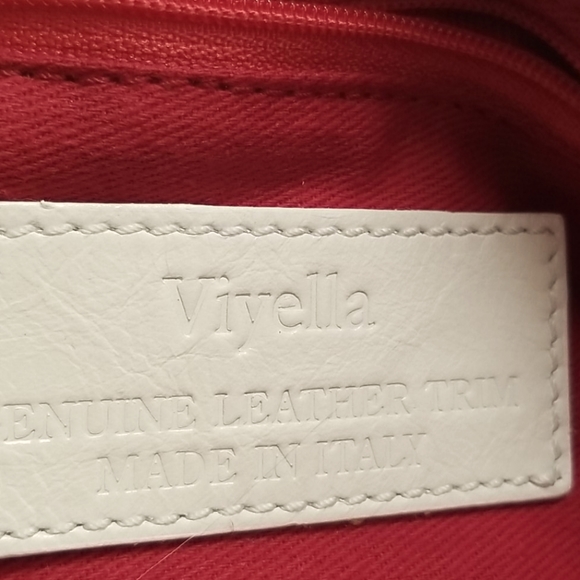 Viyella
ENUINE LEATHER TRIM
MADE IN ITALY